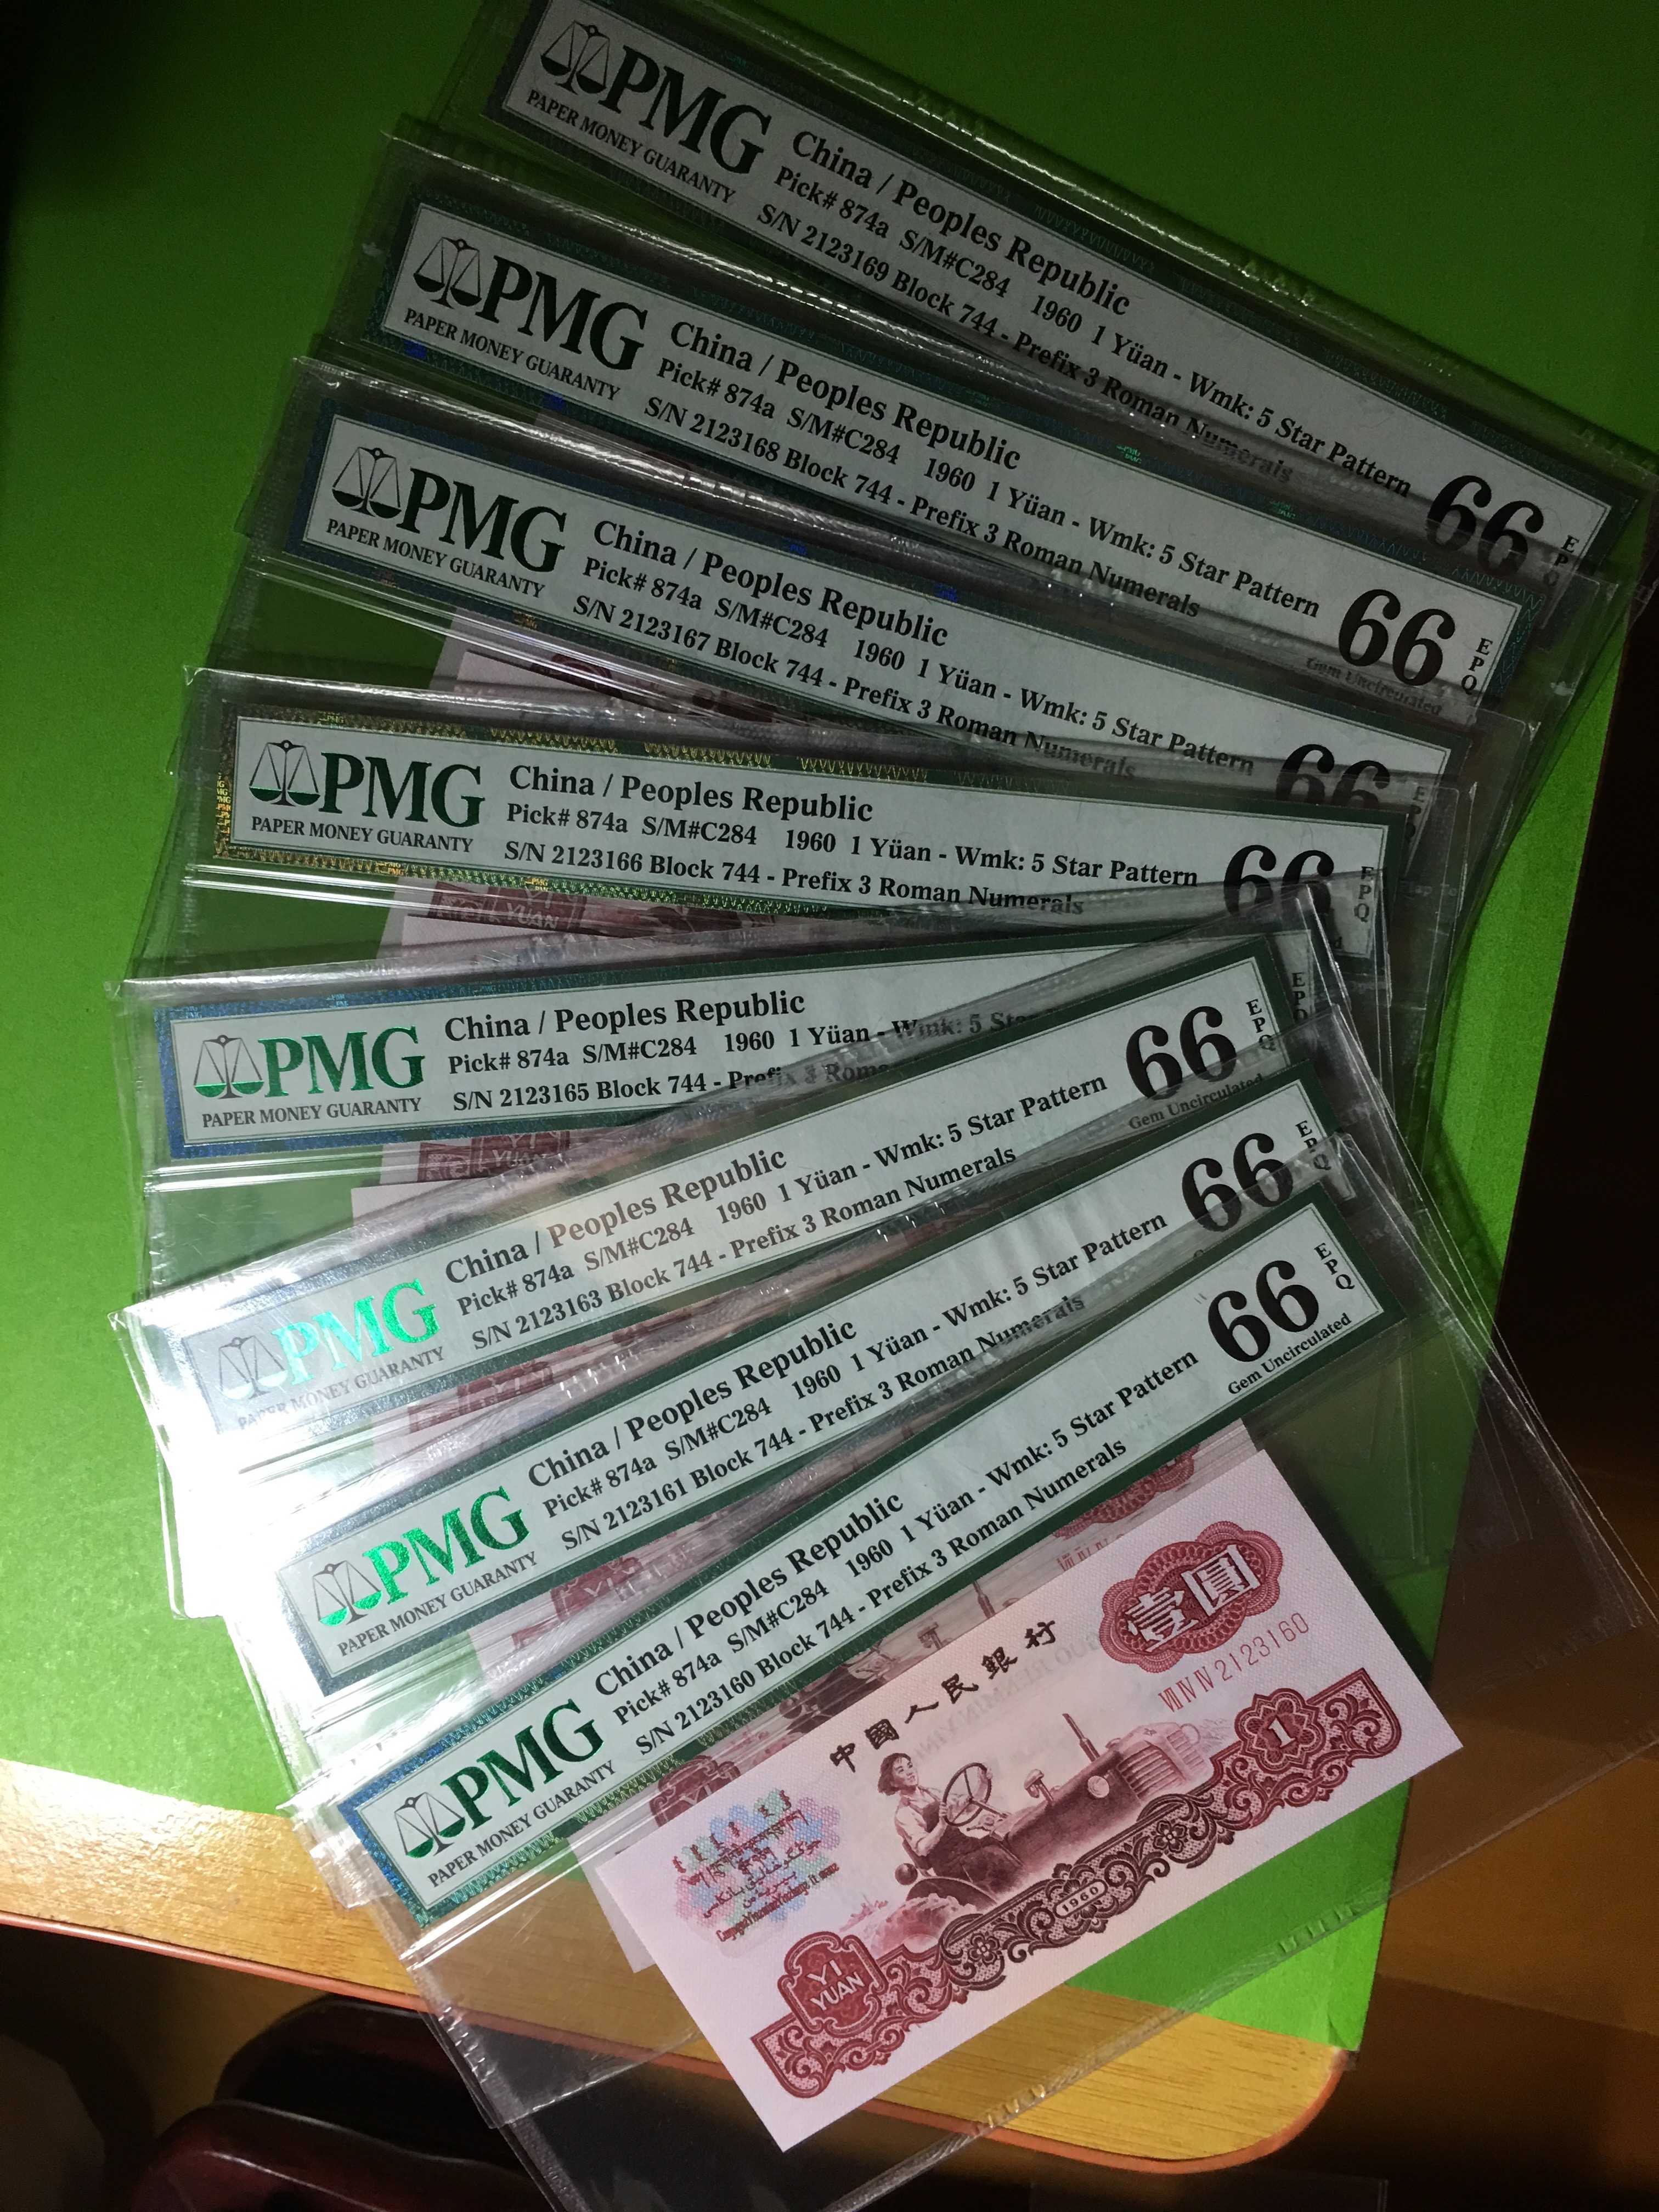 PMG
PAPER MONEY GUARANTY
China / Peoples Republic
Pick# 874a S/M#C284 1960 1 Yüan - Wmk: 5 Star Pattern
S/N 2123169 Block 744 - Prefix 3 Roman Numerals
66
EPQ
PMG
PAPER MONEY GUARANTY
China / Peoples Republic
Pick# 874a S/M#C284 1960 1 Yüan - Wmk: 5 Star Pattern
S/N 2123168 Block 744 - Prefix 3 Roman Numerals
66
EPQ
Gem Uncirculated
PMG
PAPER MONEY GUARANTY
China / Peoples Republic
Pick# 874a S/M#C284 1960 1 Yüan - Wmk: 5 Star Pattern
S/N 2123167 Block 744 - Prefix 3 Roman Numerals
66
PMG
PAPER MONEY GUARANTY
China / Peoples Republic
Pick# 874a S/M#C284 1960 1 Yüan - Wmk: 5 Star Pattern
S/N 2123166 Block 744 - Prefix 3 Roman Numerals
66
EPQ
YUAN
PMG
PAPER MONEY GUARANTY
China / Peoples Republic
Pick# 874a S/M#C284 1960 1 Yüan - Wmk: 5
S/N 2123165 Block 744 - Prefix 3
YUAN
PMG
PAPER MONEY GUARANTY
China / Peoples Republic
Pick# 874a S/M#C284 1960 1 Yüan - Wmk: 5 Star Pattern
S/N 2123163 Block 744 - Prefix 3 Roman Numerals
66
EPQ
Gem Uncirculated
PMG
PAPER MONEY GUARANTY
China / Peoples Republic
Pick# 874a S/M#C284 1960 1 Yüan - Wmk: 5 Star Pattern
S/N 2123161 Block 744 - Prefix 3 Roman Numerals
66
EPQ
PMG
PAPER MONEY GUARANTY
China / Peoples Republic
Pick# 874a S/M#C284 1960 1 Yüan - Wmk: 5 Star Pattern
S/N 2123160 Block 744 - Prefix 3 Roman Numerals
66
EPQ
Gem Uncirculated
中國人民銀行
壹圓
2123160
1
1960
YI
YUAN